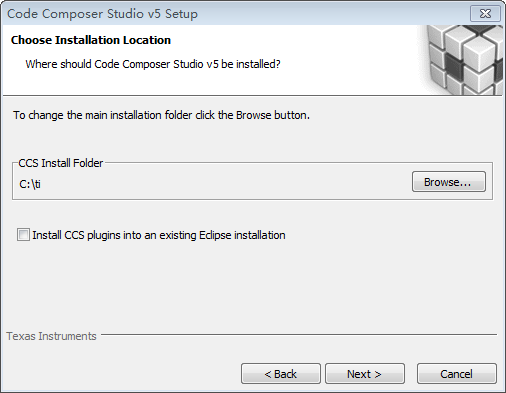 Code Composer Studio v5 Setup
Choose Installation Location
Where should Code Composer Studio v5 be installed?
To change the main installation folder click the Browse button.
CCS Install Folder
C:\ti
Browse...
Install CCS plugins into an existing Eclipse installation
Texas Instruments
< Back
Next >
Cancel